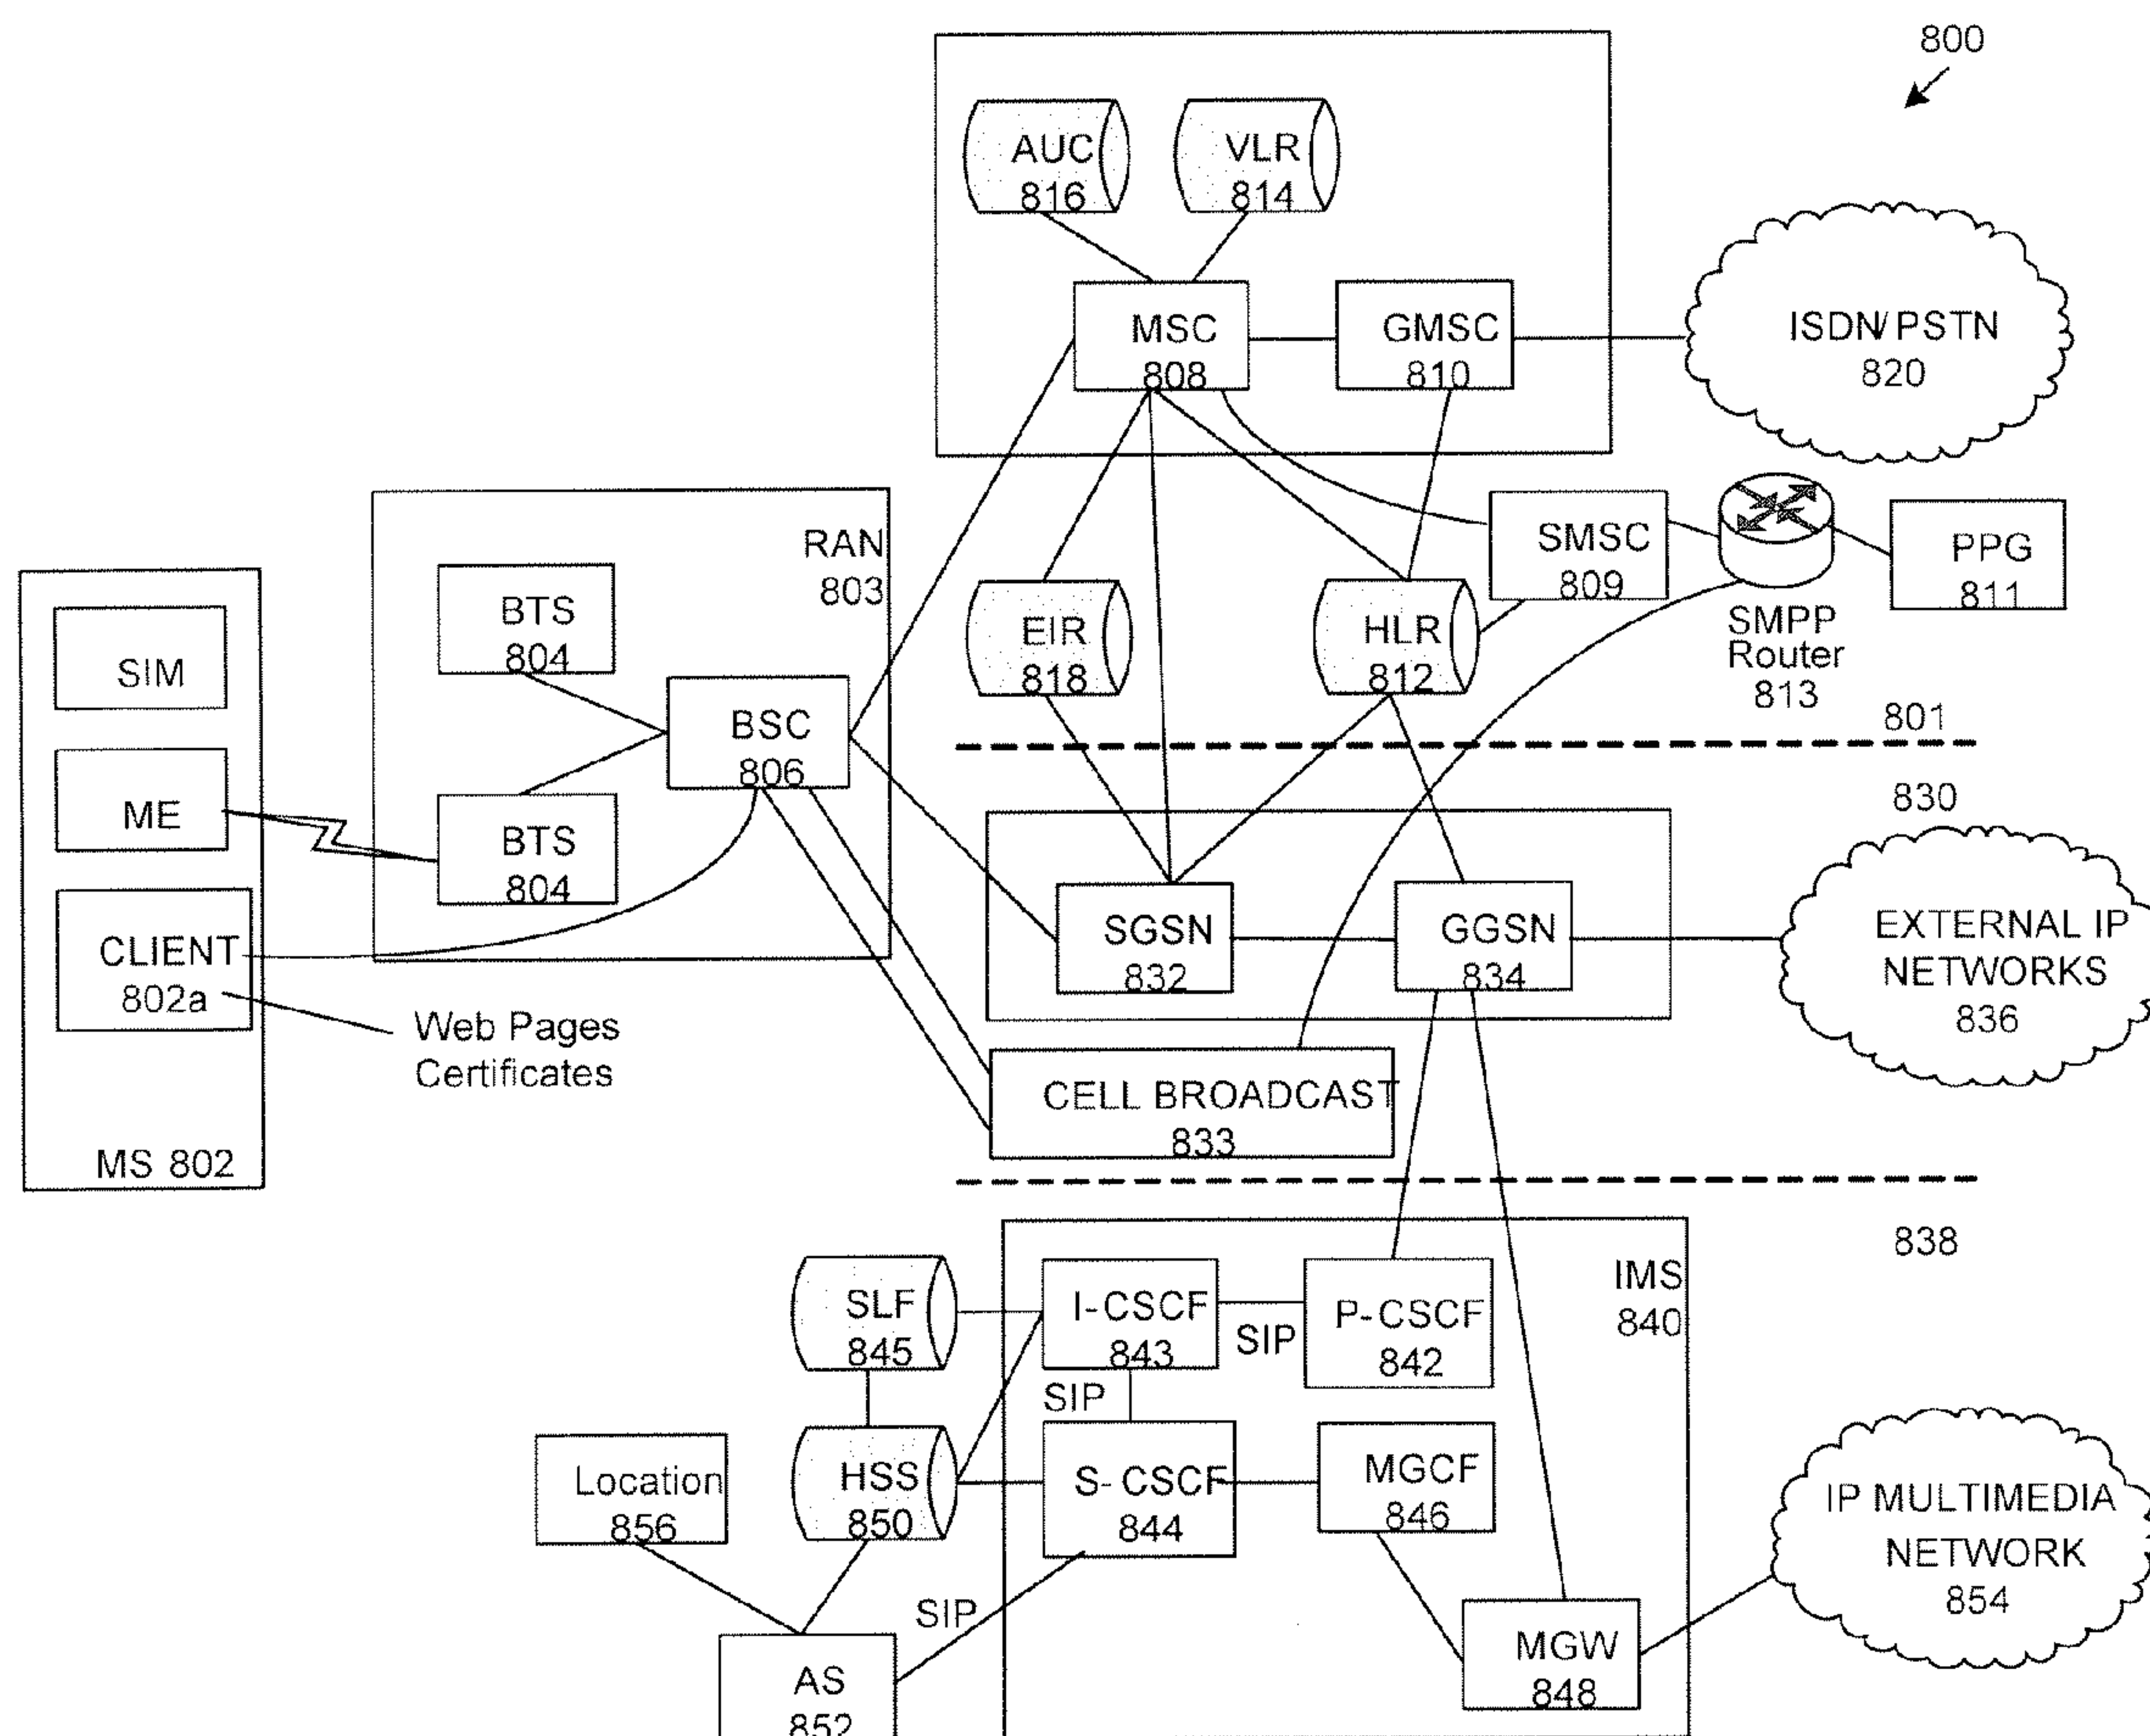 800
AUC
816
VLR
814
MSC
808
GMSC
810
ISDN/PSTN
820
RAN
803
BTS
804
BSC
806
BTS
804
SIM
ME
CLIENT
802a
MS 802
Web Pages
Certificates
EIR
818
HLR
812
SMSC
809
SMPP
Router
813
PPG
811
801
830
SGSN
832
GGSN
834
EXTERNAL IP
NETWORKS
836
CELL BROADCAST
833
838
IMS
840
SLF
845
I-CSCF
843
SIP
P-CSCF
842
SIP
Location
856
HSS
850
S-CSCF
844
MGCF
846
IP MULTIMEDIA
NETWORK
854
SIP
AS
852
MGW
848